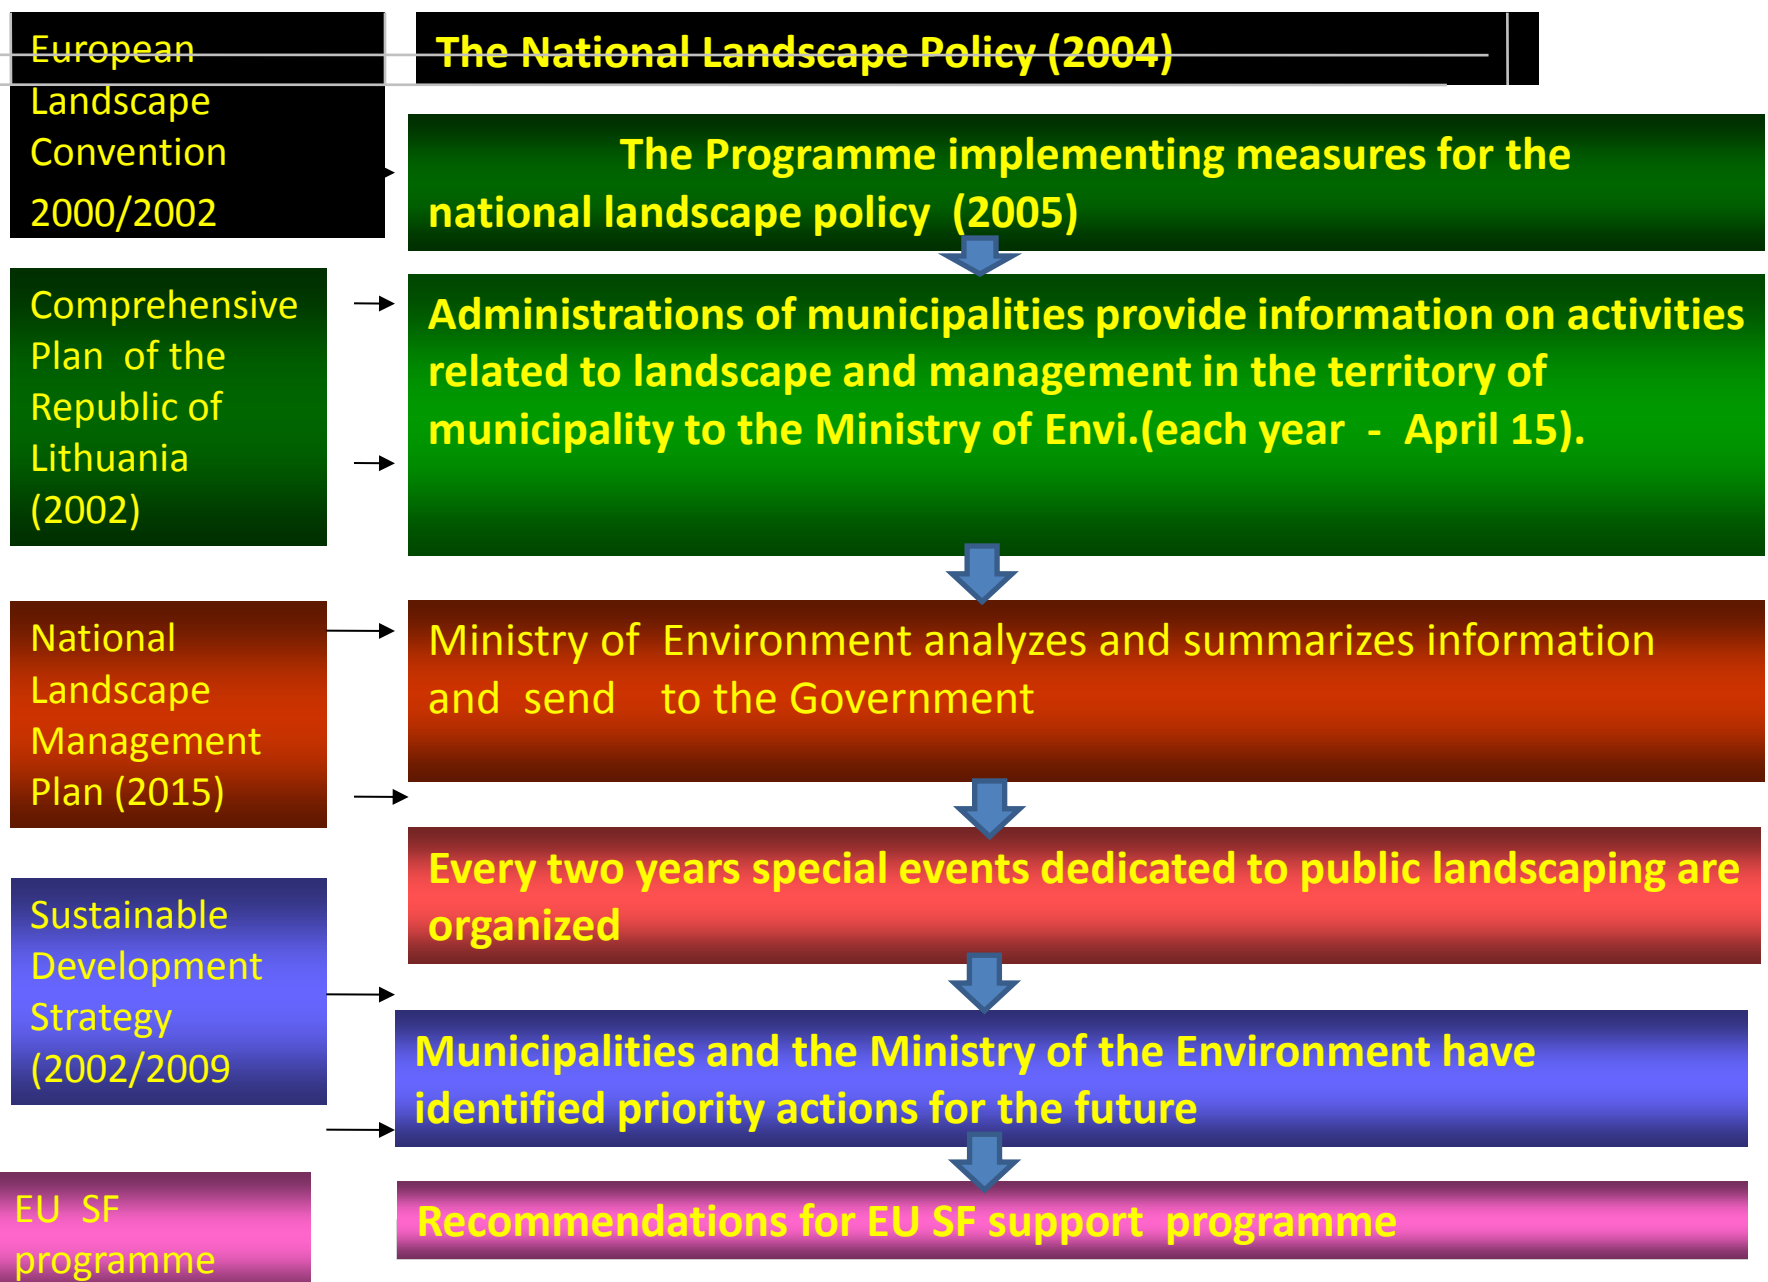 European
Landscape
Convention
2000/2002
The National Landscape Policy (2004)
The Programme implementing measures for the
national landscape policy (2005)
Comprehensive
Plan of the
Republic of
Lithuania
(2002)
Administrations of municipalities provide information on activities
related to landscape and management in the territory of
municipality to the Ministry of Envi.(each year - April 15).
National
Landscape
Management
Plan (2015)
Ministry of Environment analyzes and summarizes information
and send to the Government
Every two years special events dedicated to public landscaping are
organized
Sustainable
Development
Strategy
(2002/2009
Municipalities and the Ministry of the Environment have
identified priority actions for the future
EU SF
programme
Recommendations for EU SF support programme